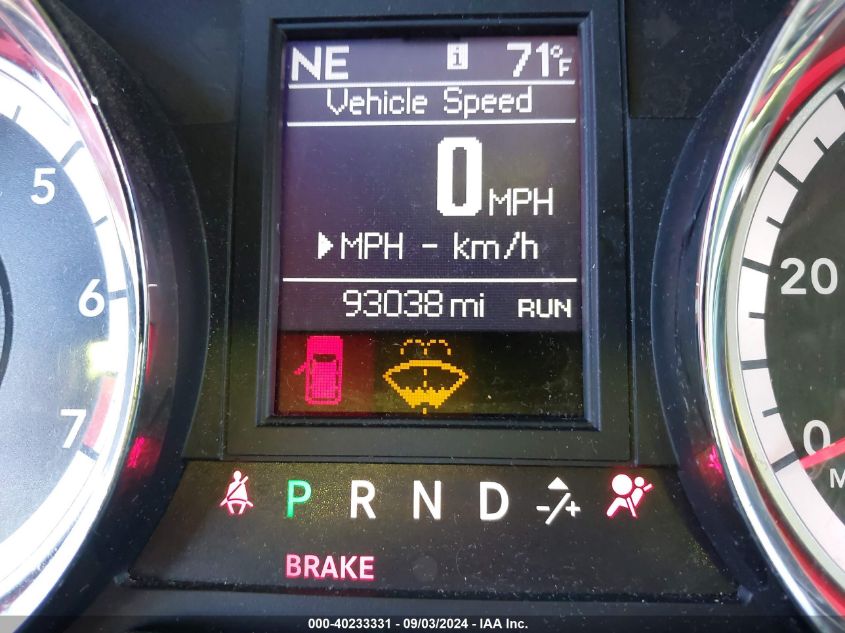 NE i 71°F
Vehicle Speed
0 MPH
▶MPH - km/h
93038 mi RUN
5
6
7
20
0
M
P R N D -/+
BRAKE
000-40233331 - 09/03/2024 - IAA Inc.